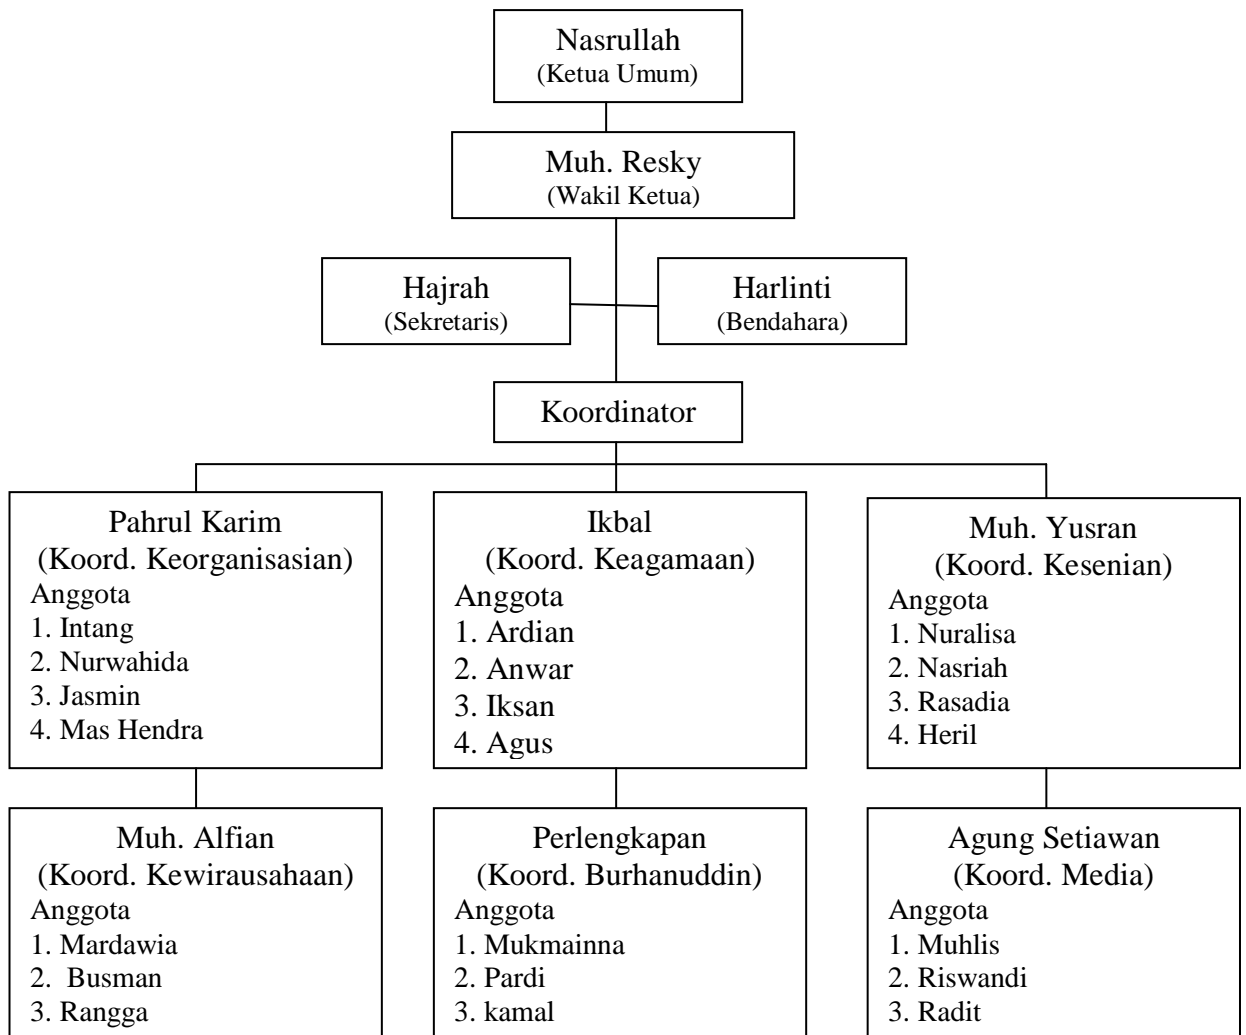 Nasrullah
(Ketua Umum)
Muh. Resky
(Wakil Ketua)
Hajrah
(Sekretaris)
Harlinti
(Bendahara)
Koordinator
Pahrul Karim
(Koord. Keorganisasian)
Anggota
1. Intang
2. Nurwahida
3. Jasmin
4. Mas Hendra
Ikbal
(Koord. Keagamaan)
Anggota
1. Ardian
2. Anwar
3. Iksan
4. Agus
Muh. Yusran
(Koord. Kesenian)
Anggota
1. Nuralisa
2. Nasriah
3. Rasadia
4. Heril
Muh. Alfian
(Koord. Kewirausahaan)
Anggota
1. Mardawia
2.  Busman
3. Rangga
Perlengkapan
(Koord. Burhanuddin)
Anggota
1. Mukmainna
2. Pardi
3. kamal
Agung Setiawan
(Koord. Media)
Anggota
1. Muhlis
2. Riswandi
3. Radit